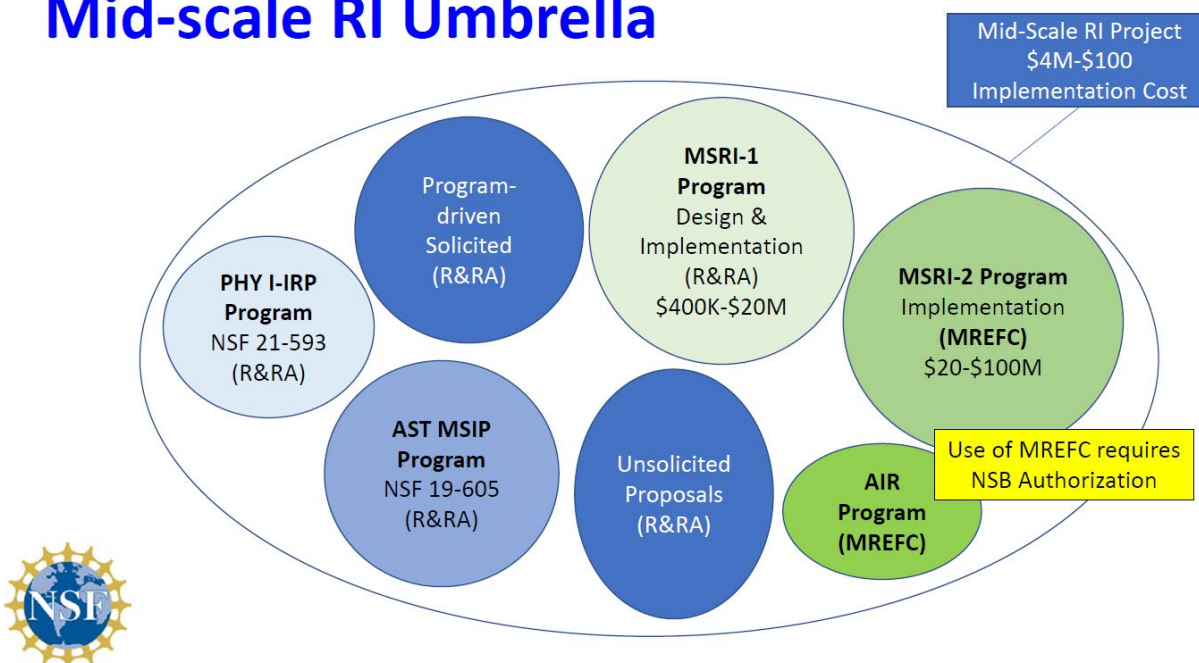 Mid-scale RI Umbrella
Mid-Scale RI Project
$4M-$100
Implementation Cost
Program-
driven
Solicited
(R&RA)
MSRI-1
Program
Design &
Implementation
(R&RA)
$400K-$20M
PHY I-IRP
Program
NSF 21-593
(R&RA)
MSRI-2 Program
Implementation
(MREFC)
$20-$100M
AST MSIP
Program
NSF 19-605
(R&RA)
Unsolicited
Proposals
(R&RA)
AIR
Program
(MREFC)
Use of MREFC requires
NSB Authorization
NSF